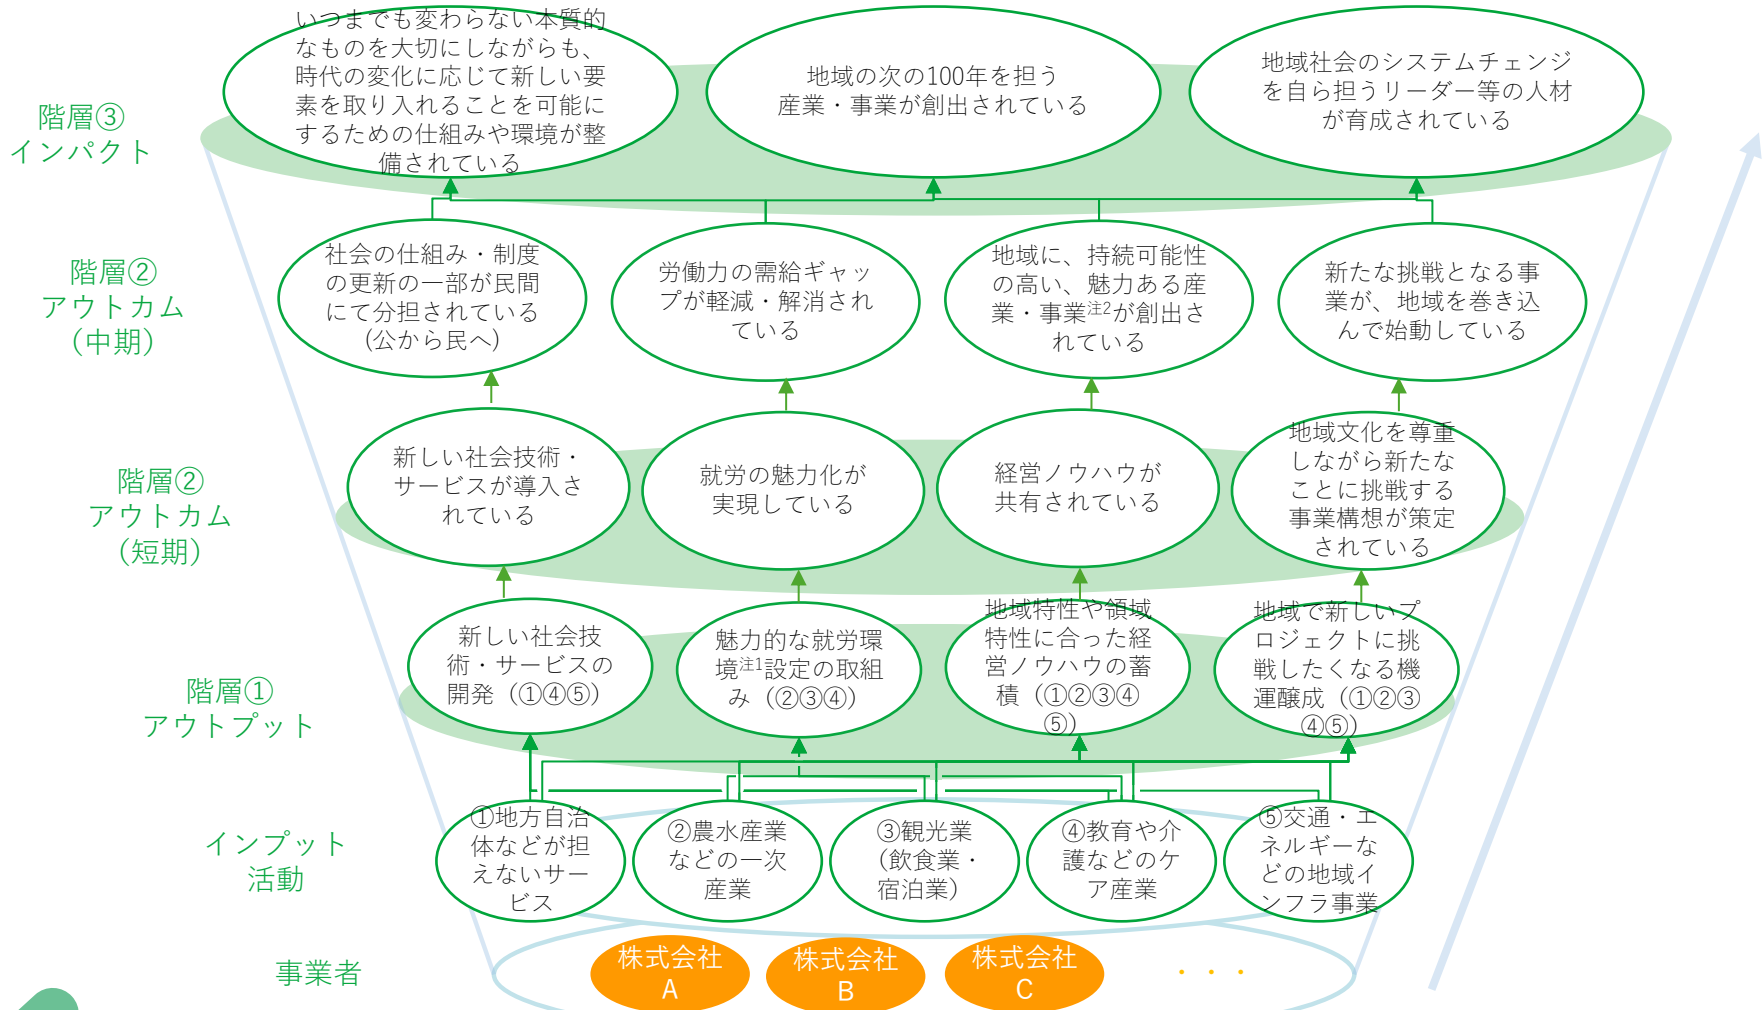 いつまでも変わらない本質的
なものを大切にしながらも、
時代の変化に応じて新しい要
素を取り入れることを可能に
するための仕組みや環境が整
備されている
地域の次の100年を担う
産業・事業が創出されている
地域社会のシステムチェンジ
を自ら担うリーダー等の人材
が育成されている
階層③
インパクト
階層②
アウトカム
（中期）
社会の仕組み・制度
の更新の一部が民間
にて分担されている
(公から民へ)
労働力の需給ギャッ
プが軽減・解消され
ている
地域に、持続可能性
の高い、魅力ある産
業・事業注2が創出さ
れている
新たな挑戦となる事
業が、地域を巻き込
んで始動している
階層②
アウトカム
（短期）
新しい社会技術・
サービスが導入さ
れている
就労の魅力化が
実現している
経営ノウハウが
共有されている
地域文化を尊重
しながら新たな
ことに挑戦する
事業構想が策定
されている
階層①
アウトプット
新しい社会技
術・サービスの
開発（①④⑤）
魅力的な就労環
境注1設定の取組
み（②③④）
地域特性や領域
特性に合った経
営ノウハウの蓄
積（①②③④
⑤）
地域で新しいプ
ロジェクトに挑
戦したくなる機
運醸成（①②③
④⑤）
インプット
活動
①地方自治
体などが担
えないサー
ビス
②農水産業
などの一次
産業
③観光業
（飲食業・
宿泊業）
④教育や介
護などのケ
ア産業
⑤交通・エ
ネルギーな
どの地域イ
ンフラ事業
事業者
株式会社
A
株式会社
B
株式会社
C
・・・